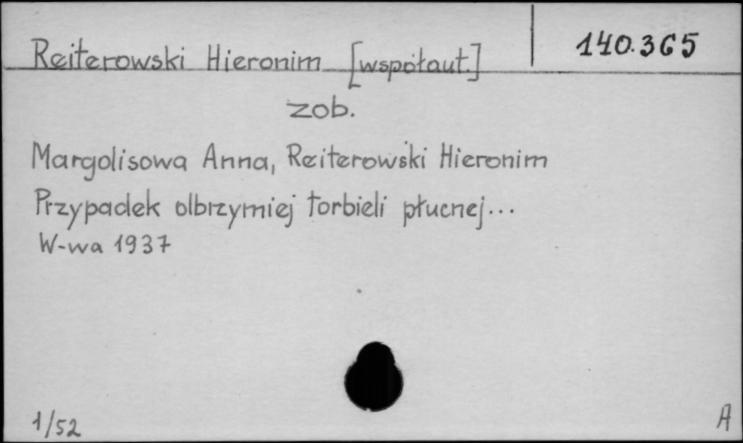 Reiterowski Hieronim [współaut.]
140.365
zob.
Margolisowa Anna, Reiterowski Hieronim
Przypadek olbrzymiej torbieli płucnej...
W-wa 1937
1/52
A